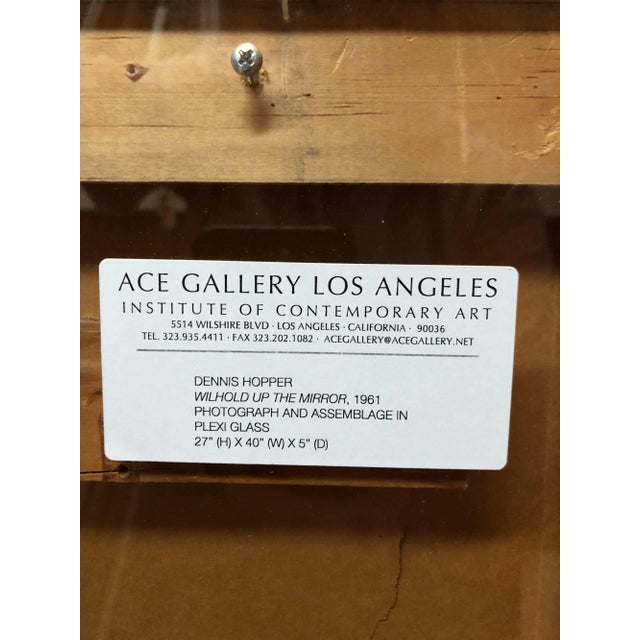 ACE GALLERY LOS ANGELES
INSTITUTE OF CONTEMPORARY ART
5514 WILSHIRE BLVD · LOS ANGELES · CALIFORNIA · 90036
TEL. 323.935.4411 · FAX 323.202.1082 · ACEGALLERY@ACEGALLERY.NET
DENNIS HOPPER
WILHOLD UP THE MIRROR, 1961
PHOTOGRAPH AND ASSEMBLAGE IN
PLEXI GLASS
27" (H) X 40" (W) X 5" (D)